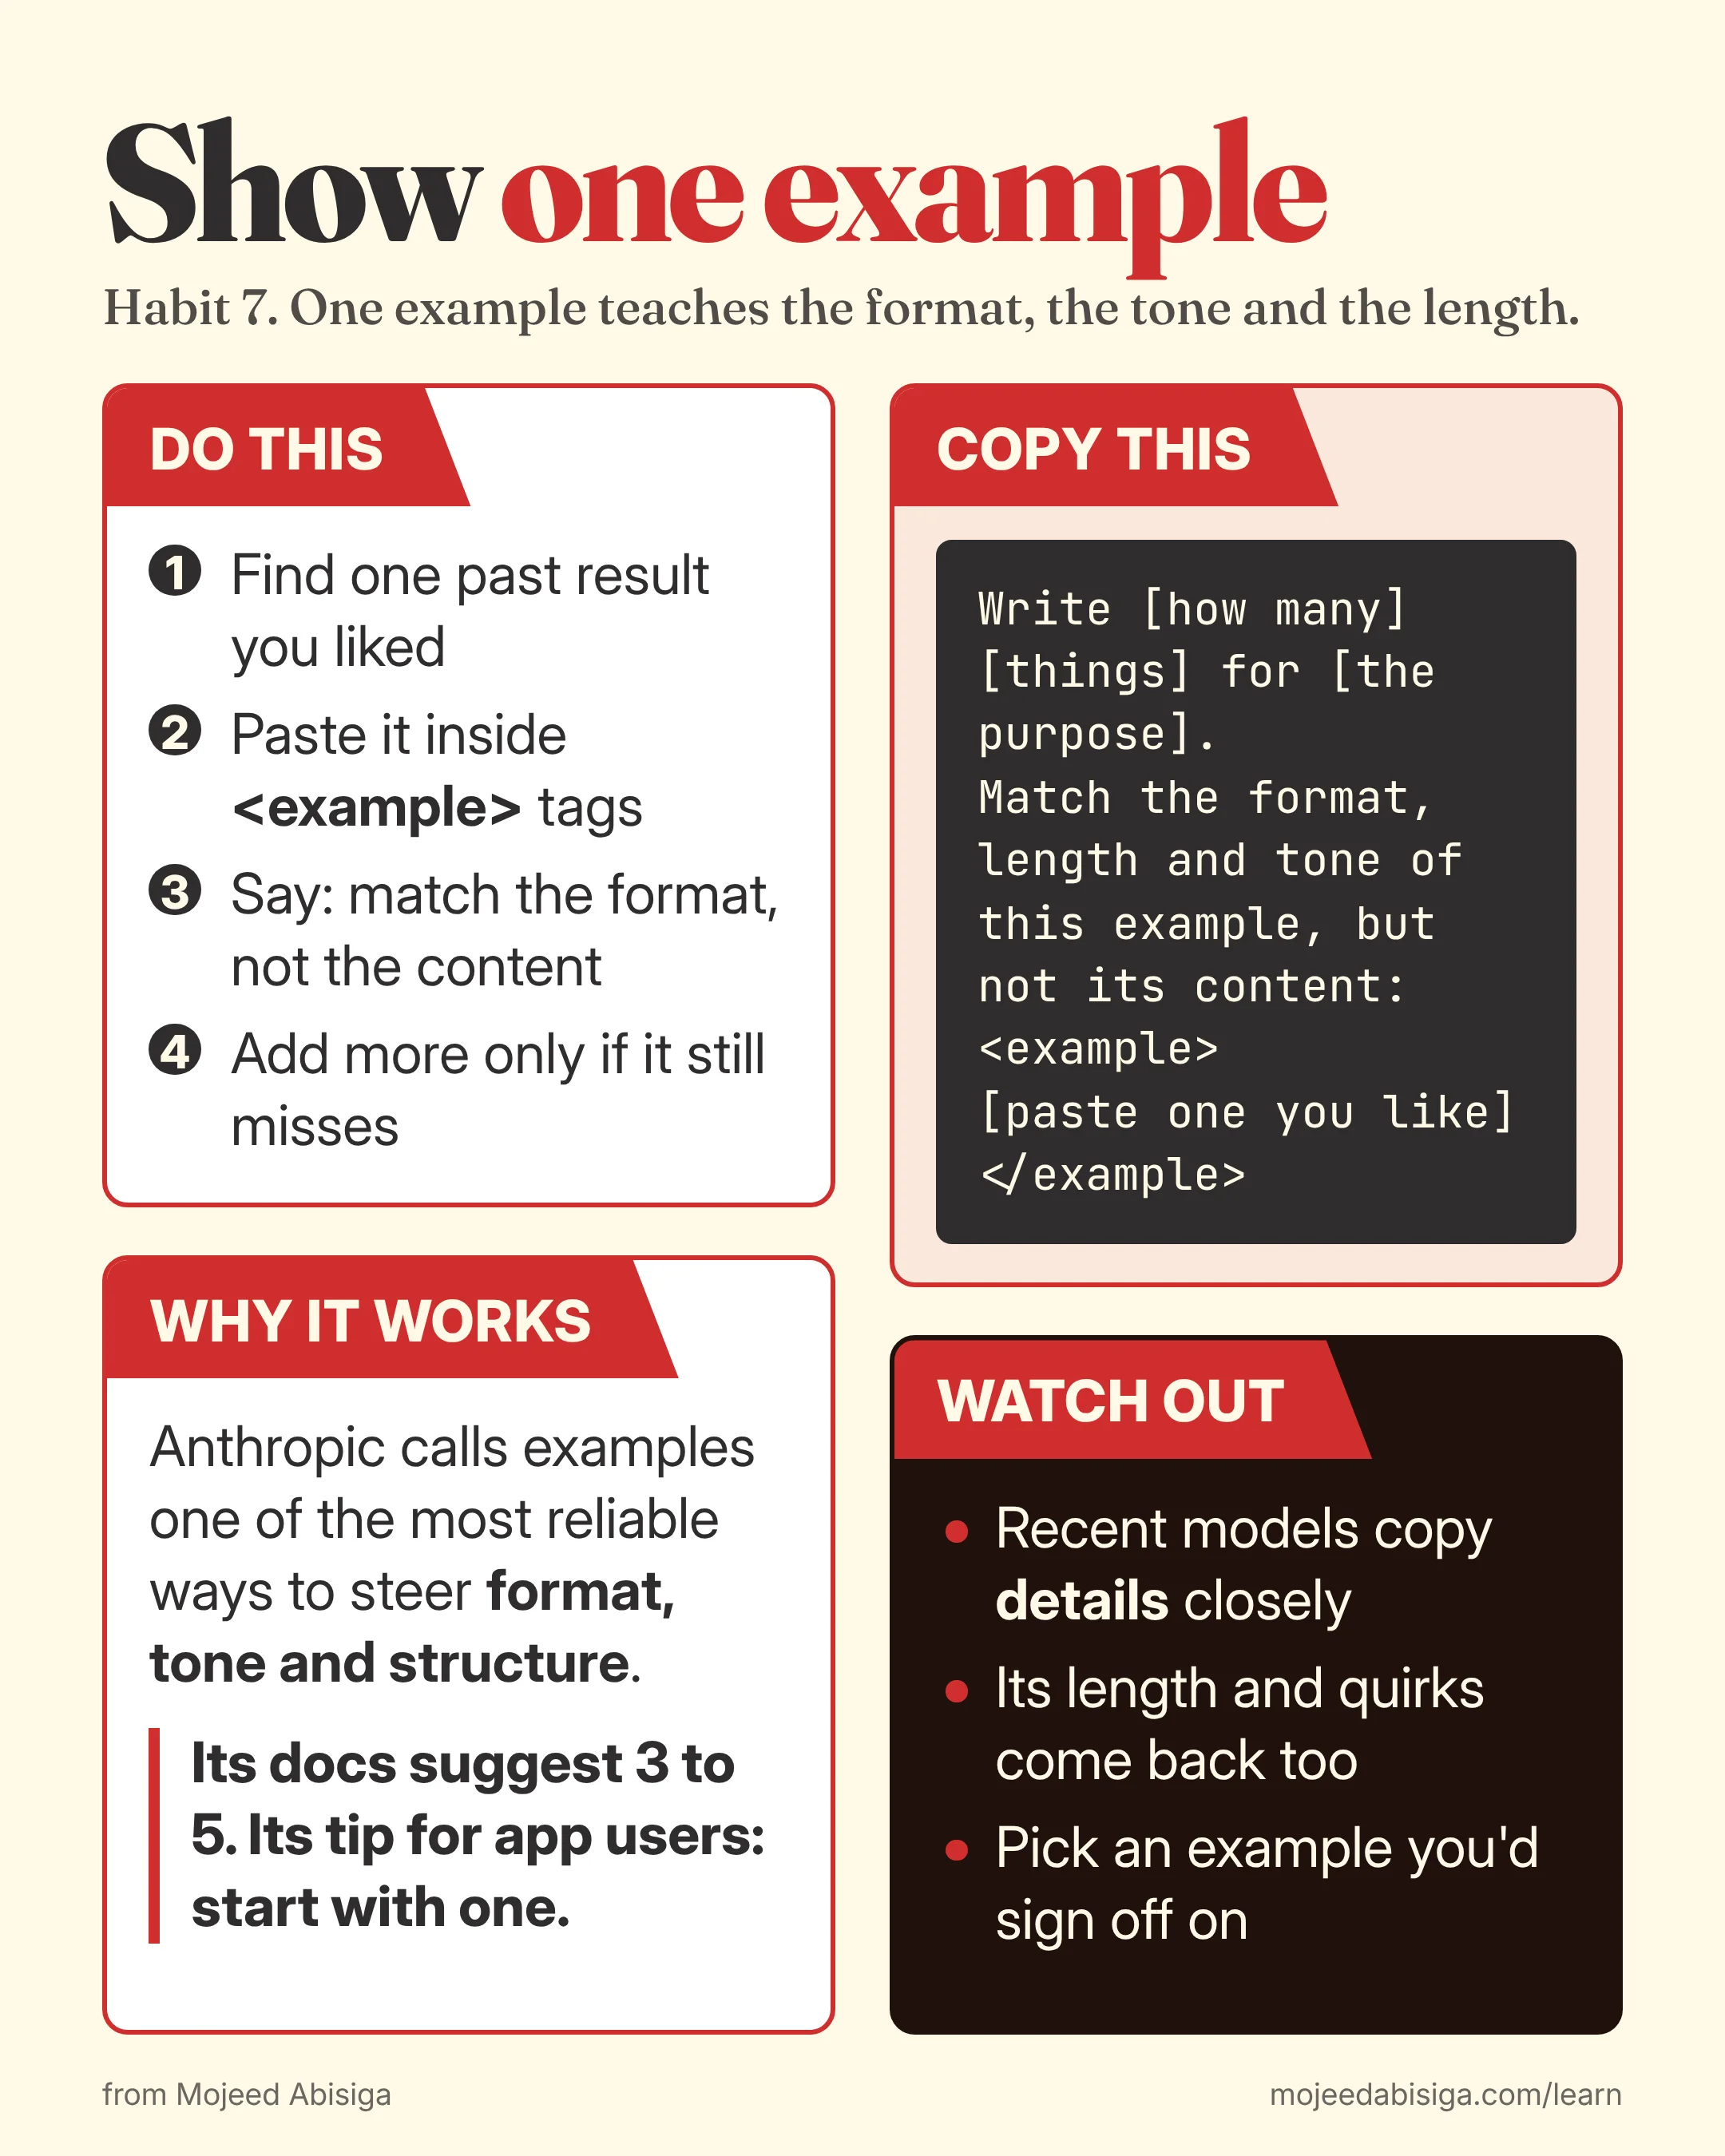 Show one example
Habit 7. One example teaches the format, the tone and the length.
DO THIS
1 Find one past result
you liked
2 Paste it inside
<example> tags
3 Say: match the format,
not the content
4 Add more only if it still
misses
COPY THIS
Write [how many]
[things] for [the
purpose].
Match the format,
length and tone of
this example, but
not its content:
<example>
[paste one you like]
</example>
WHY IT WORKS
Anthropic calls examples
one of the most reliable
ways to steer format,
tone and structure.
Its docs suggest 3 to
5. Its tip for app users:
start with one.
WATCH OUT
• Recent models copy
details closely
• Its length and quirks
come back too
• Pick an example you'd
sign off on
from Mojeed Abisiga
mojeedabisiga.com/learn